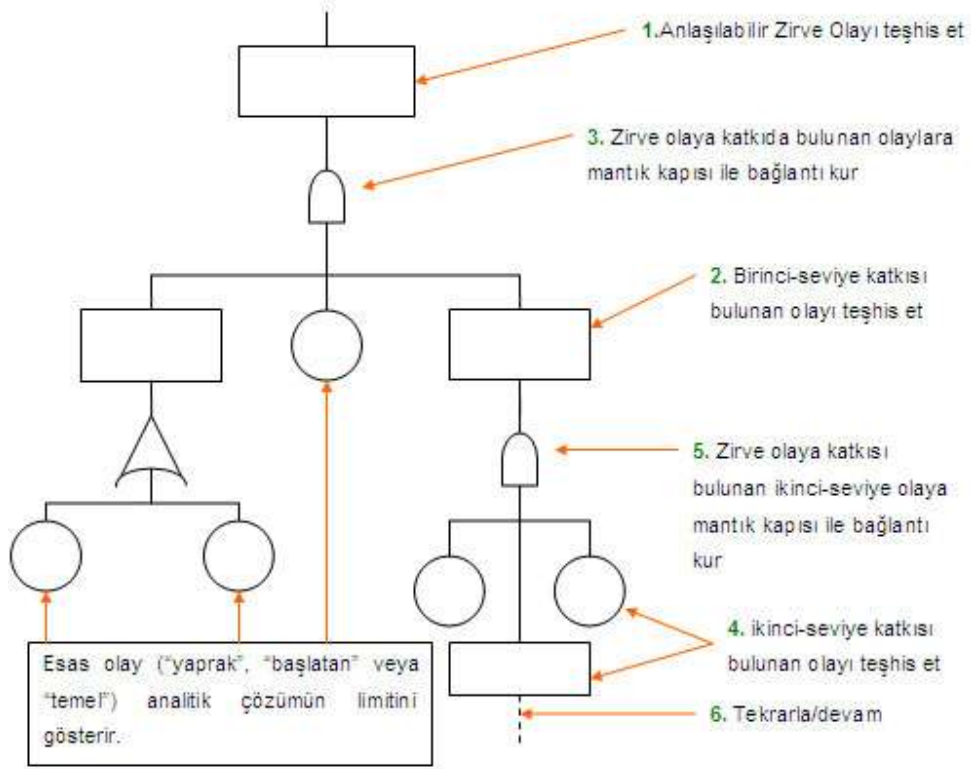 1.Anlaşılabilir Zirve Olayı teşhis et
3. Zirve olaya katkıda bulunan olaylara
mantık kapısı ile bağlantı kur
2. Birinci-seviye katkısı
bulunan olayı teşhis et
5. Zirve olaya katkısı
bulunan ikinci-seviye olaya
mantık kapısı ile bağlantı
kur
4. ikinci-seviye katkısı
bulunan olayı teşhis et
Esas olay ("yaprak", "başlatan" veya
"temel") analitik çözümün limitini
gösterir.
6. Tekrarla/devam